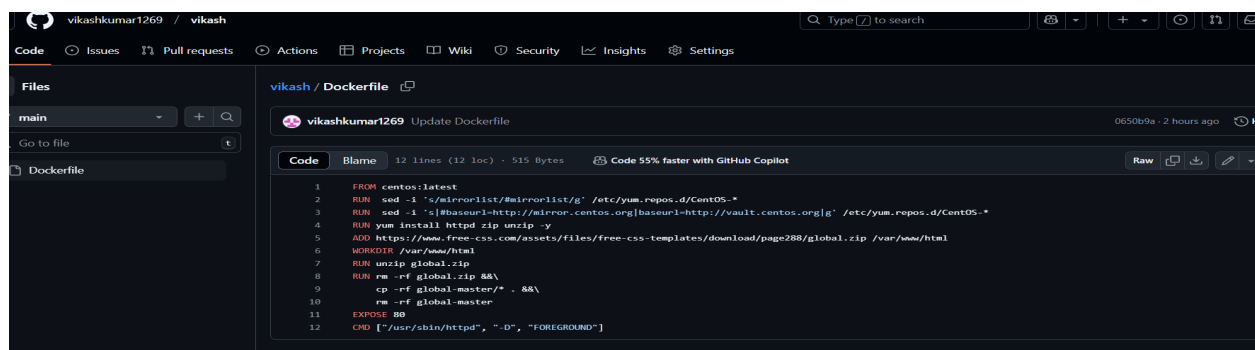 vikashkumar1269 / vikash
Type / to search
Code Issues Pull requests Actions Projects Wiki Security Insights Settings
Files
main
Go to file t
Dockerfile
vikash / Dockerfile
vikashkumar1269 Update Dockerfile 0650b9a · 2 hours ago
Code Blame 12 lines (12 loc) · 515 Bytes Code 55% faster with GitHub Copilot Raw
1 FROM centos:latest
2 RUN sed -i 's/mirrorlist/#mirrorlist/g' /etc/yum.repos.d/CentOS-*
3 RUN sed -i 's|#baseurl=http://mirror.centos.org|baseurl=http://vault.centos.org|g' /etc/yum.repos.d/CentOS-*
4 RUN yum install httpd zip unzip -y
5 ADD https://www.free-css.com/assets/files/free-css-templates/download/page288/global.zip /var/www/html
6 WORKDIR /var/www/html
7 RUN unzip global.zip
8 RUN rm -rf global.zip &&\
9 cp -rf global-master/* . &&\
10 rm -rf global-master
11 EXPOSE 80
12 CMD ["/usr/sbin/httpd", "-D", "FOREGROUND"]